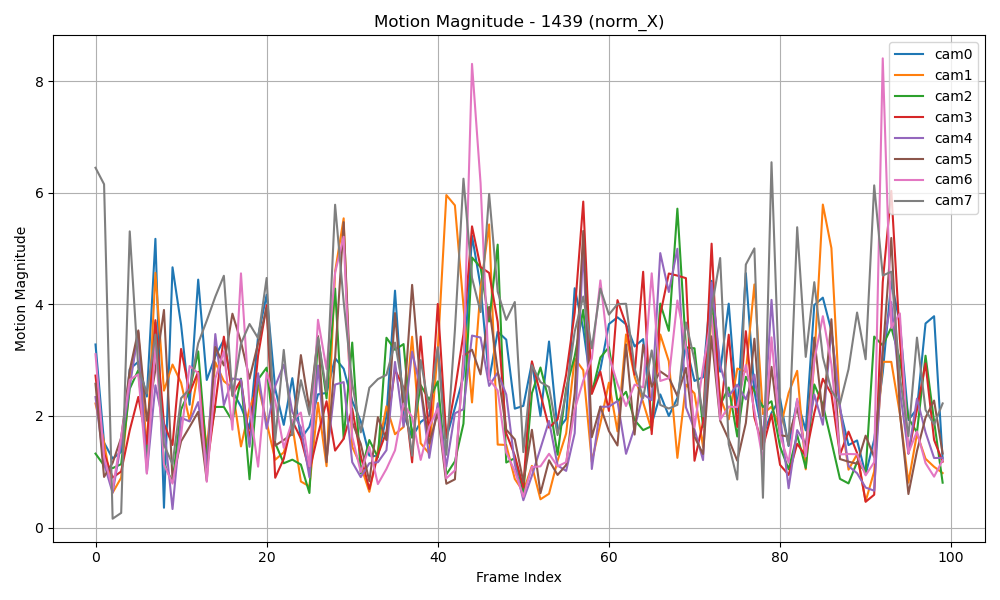 Motion Magnitude - 1439 (norm_X)
Motion Magnitude
8
6
4
2
0
0 20 40 60 80 100
Frame Index
cam0
cam1
cam2
cam3
cam4
cam5
cam6
cam7